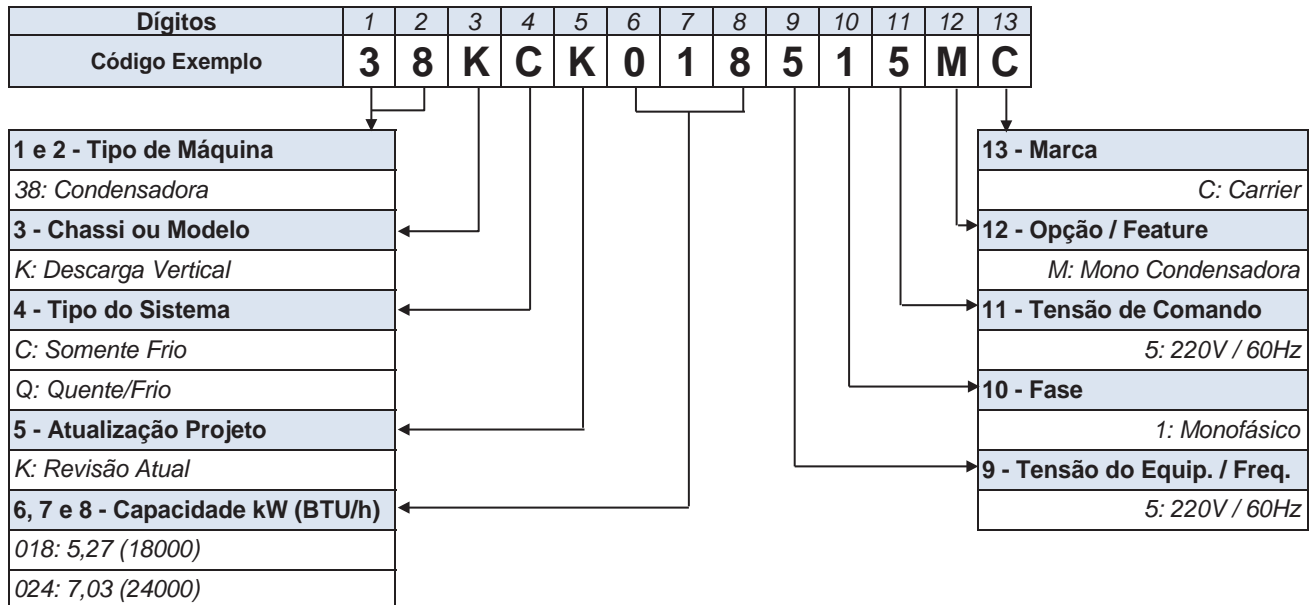 Dígitos 1 2 3 4 5 6 7 8 9 10 11 12 13
Código Exemplo 3 8 K C K 0 1 8 5 1 5 M C
1 e 2 - Tipo de Máquina
38: Condensadora
3 - Chassi ou Modelo
K: Descarga Vertical
4 - Tipo do Sistema
C: Somente Frio
Q: Quente/Frio
5 - Atualização Projeto
K: Revisão Atual
6, 7 e 8 - Capacidade kW (BTU/h)
018: 5,27 (18000)
024: 7,03 (24000)
13 - Marca
C: Carrier
12 - Opção / Feature
M: Mono Condensadora
11 - Tensão de Comando
5: 220V / 60Hz
10 - Fase
1: Monofásico
9 - Tensão do Equip. / Freq.
5: 220V / 60Hz